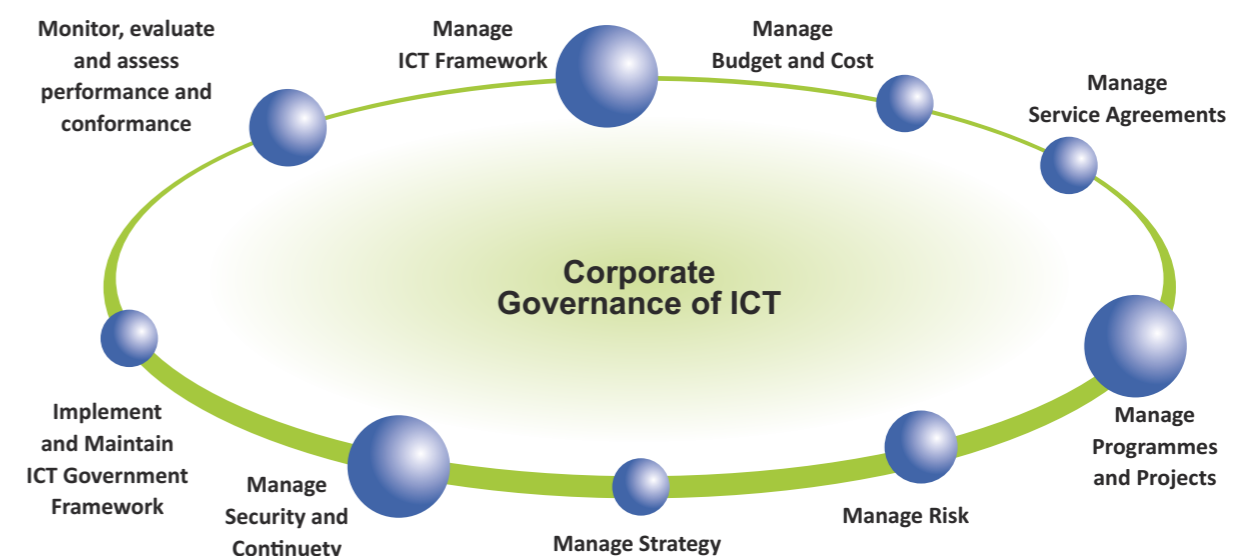 Monitor, evaluate
and assess
performance and
conformance
Manage
ICT Framework
Manage
Budget and Cost
Manage
Service Agreements
Corporate
Governance of ICT
Implement
and Maintain
ICT Government
Framework
Manage
Security and
Continuety
Manage Strategy
Manage Risk
Manage
Programmes
and Projects